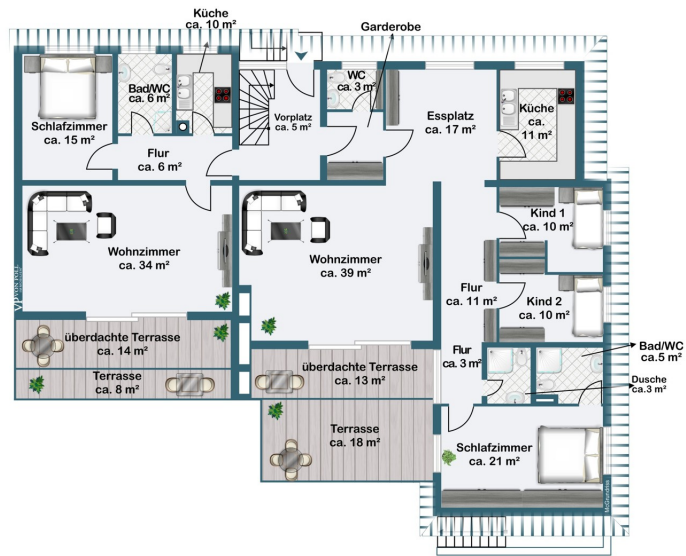 Küche
ca. 10 m²
Garderobe
Bad/WC
ca. 6 m²
WC
ca. 3 m²
Schlafzimmer
ca. 15 m²
Vorplatz
ca. 5 m²
Essplatz
ca. 17 m²
Küche
ca.
11 m²
Flur
ca. 6 m²
Kind 1
ca. 10 m²
Wohnzimmer
ca. 34 m²
Wohnzimmer
ca. 39 m²
Flur
ca. 11 m²
Kind 2
ca. 10 m²
VP VON POLL
überdachte Terrasse
ca. 14 m²
Terrasse
ca. 8 m²
überdachte Terrasse
ca. 13 m²
Flur
ca. 3 m²
Bad/WC
ca. 5 m²
Dusche
ca. 3 m²
Terrasse
ca. 18 m²
Schlafzimmer
ca. 21 m²
McGrundriss